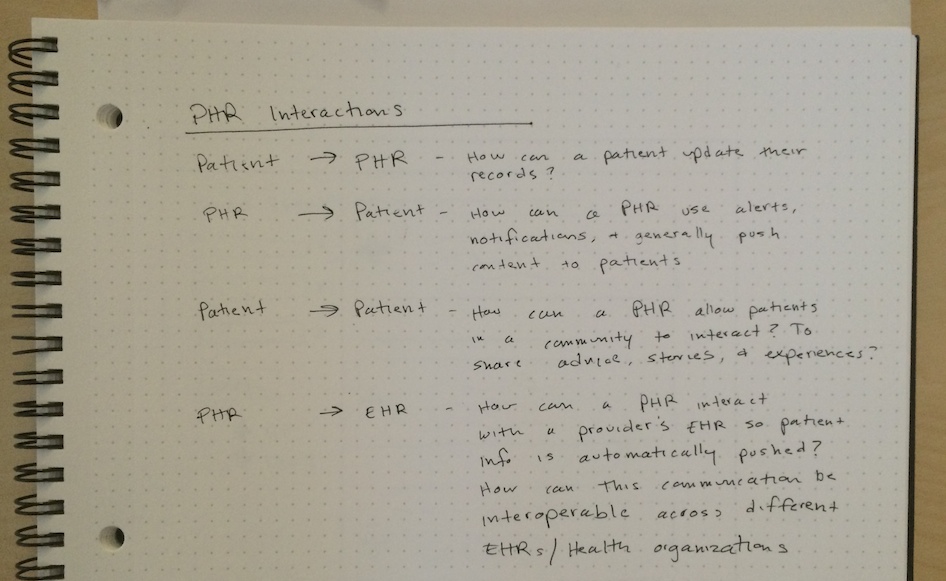 PHR Interactions
Patient → PHR - How can a patient update their
records?
PHR → Patient - How can a PHR use alerts,
notifications, + generally push
content to patients
Patient → Patient - How can a PHR allow patients
in a community to interact? To
share advice, stories, + experiences?
PHR → EHR - How can a PHR interact
with a provider's EHR so patient
info is automatically pushed?
How can this communcation be
interoperable across different
EHRs/Health organizations